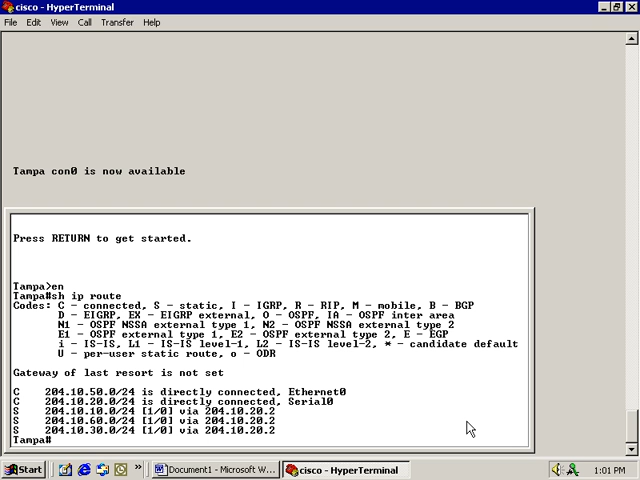 cisco - HyperTerminal
File Edit View Call Transfer Help
Tampa con0 is now available
Press RETURN to get started.
Tampa>en
Tampa#sh ip route
Codes: C - connected, S - static, I - IGRP, R - RIP, M - mobile, B - BGP
D - EIGRP, EX - EIGRP external, O - OSPF, IA - OSPF inter area
N1 - OSPF NSSA external type 1, N2 - OSPF NSSA external type 2
E1 - OSPF external type 1, E2 - OSPF external type 2, E - EGP
i - IS-IS, L1 - IS-IS level-1, L2 - IS-IS level-2, * - candidate default
U - per-user static route, o - ODR
Gateway of last resort is not set
C 204.10.50.0/24 is directly connected, Ethernet0
C 204.10.20.0/24 is directly connected, Serial0
S 204.10.10.0/24 [1/0] via 204.10.20.2
S 204.10.60.0/24 [1/0] via 204.10.20.2
S 204.10.30.0/24 [1/0] via 204.10.20.2
Tampa#
Start
Document1 - Microsoft W...
cisco - HyperTerminal
1:01 PM